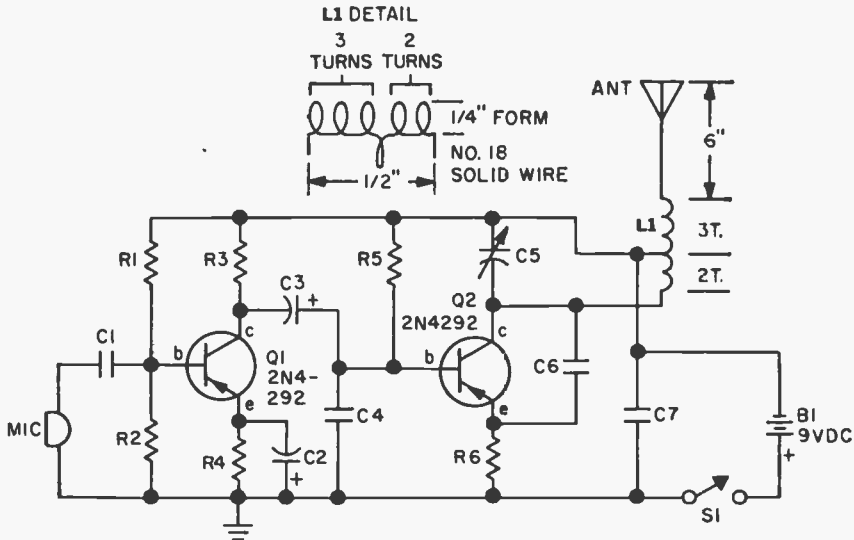 L1 DETAIL
3 TURNS
2 TURNS
1/4" FORM
NO. 18
SOLID WIRE
1/2"
ANT
6"
L1
3T.
2T.
R1
R3
C3
+
R5
C5
Q2
2N4292
C1
b
c
Q1
2N4-
292
e
b
c
e
C6
MIC
R2
R4
C2
+
C4
R6
C7
B1
9VDC
+
S1